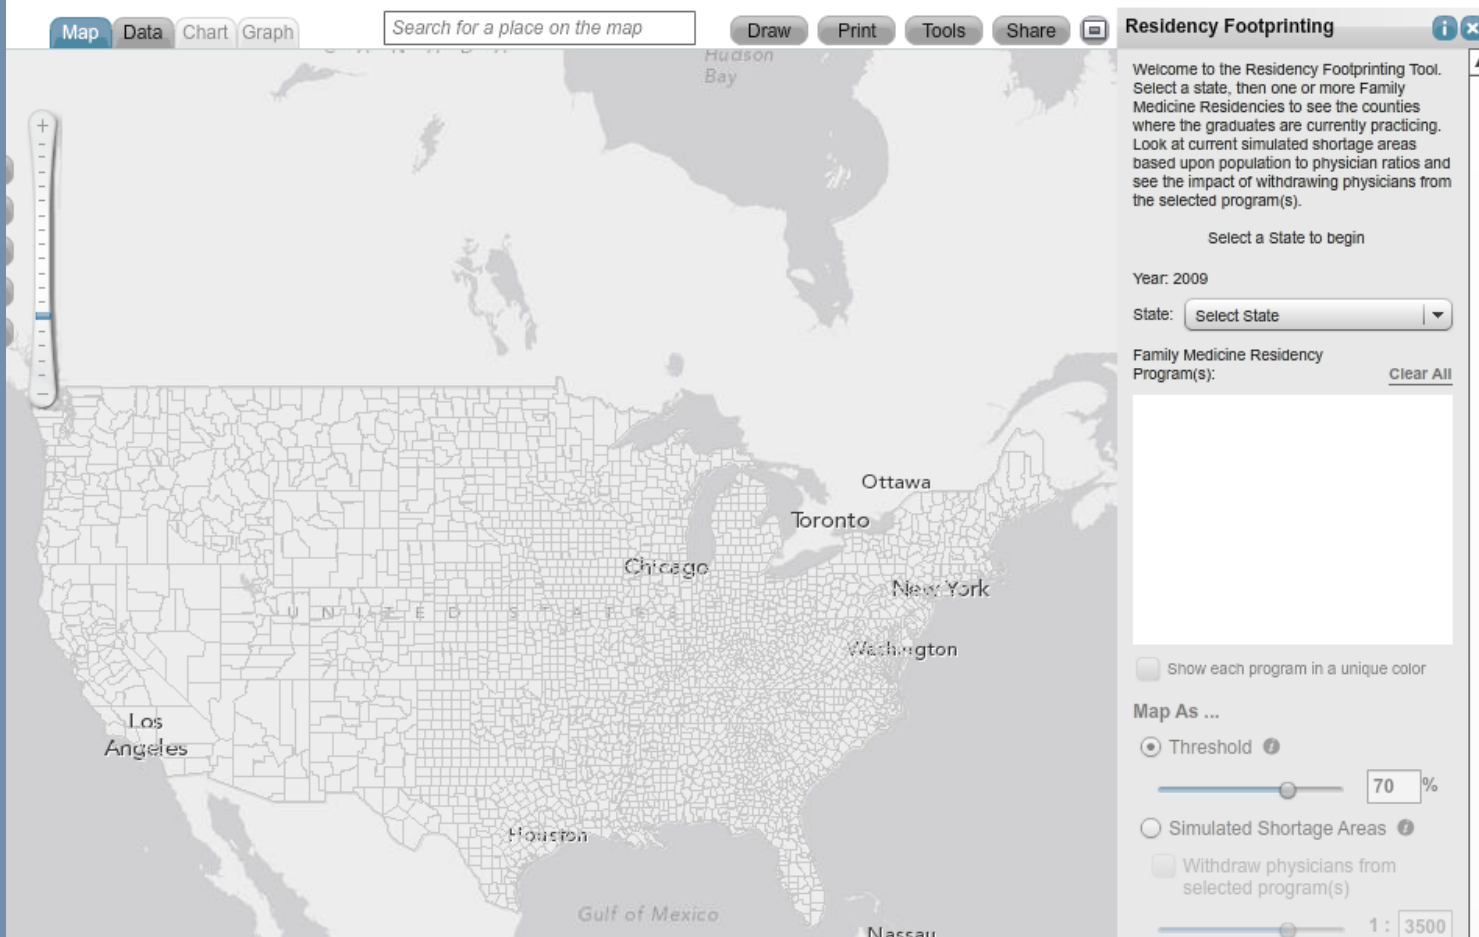 Map
Data
Chart
Graph
Search for a place on the map
Draw
Print
Tools
Share
Residency Footprinting
Welcome to the Residency Footprinting Tool.
Select a state, then one or more Family
Medicine Residencies to see the counties
where the graduates are currently practicing.
Look at current simulated shortage areas
based upon population to physician ratios and
see the impact of withdrawing physicians from
the selected program(s).
Select a State to begin
Year: 2009
State: Select State
Family Medicine Residency
Program(s):
Clear All
Show each program in a unique color
Map As ...
Threshold
70 %
Simulated Shortage Areas
Withdraw physicians from
selected program(s)
1 : 3500
CANADA
Hudson
Bay
Ottawa
Toronto
Chicago
New York
UNITED STATES
Washington
Los
Angeles
Houston
Gulf of Mexico
Nassau